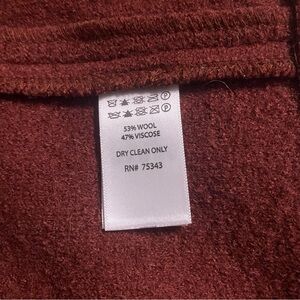 53% WOOL
47% VISCOSE
DRY CLEAN ONLY
RN# 75343